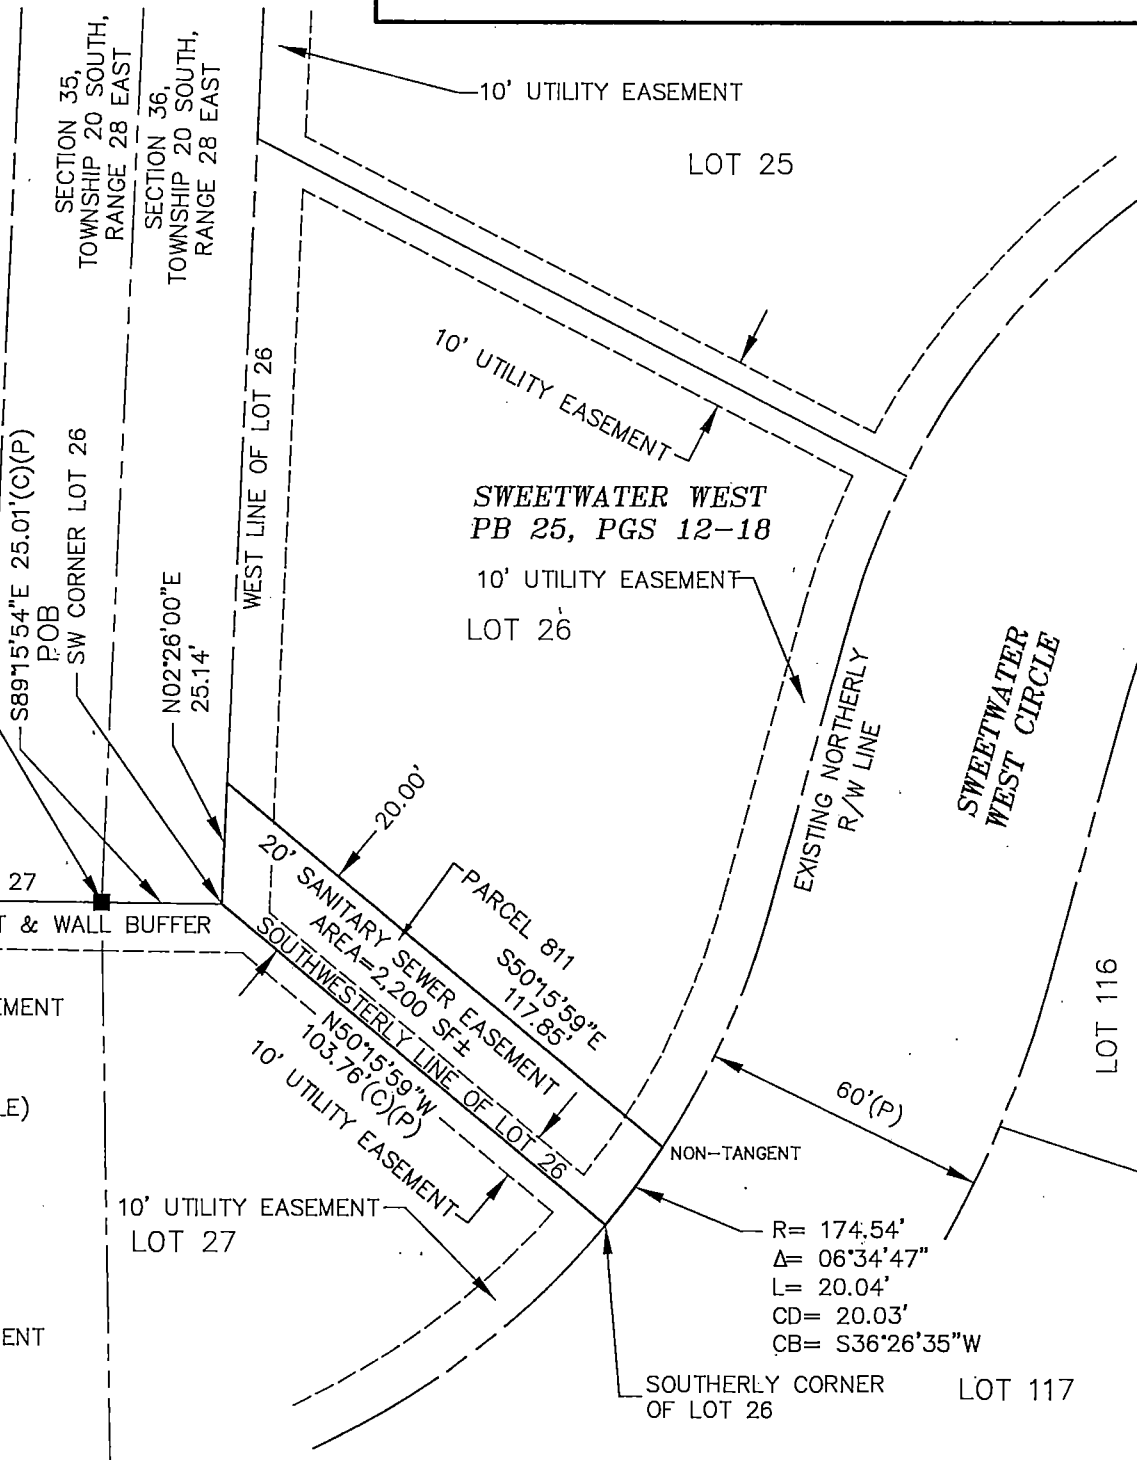 SECTION 35,
TOWNSHIP 20 SOUTH,
RANGE 28 EAST
SECTION 36,
TOWNSHIP 20 SOUTH,
RANGE 28 EAST
10' UTILITY EASEMENT
LOT 25
10' UTILITY EASEMENT
WEST LINE OF LOT 26
SWEETWATER WEST
PB 25, PGS 12-18
10' UTILITY EASEMENT
LOT 26
S89°15'54"E 25.01'(C)(P)
POB
SW CORNER LOT 26
N02°26'00"E
25.14'
EXISTING NORTHERLY
R/W LINE
SWEETWATER
WEST CIRCLE
20.00'
20' SANITARY SEWER EASEMENT
AREA=2,200 SF±
PARCEL 811
S50°15'59"E
117.85'
27
T & WALL BUFFER
SOUTHWESTERLY LINE OF LOT 26
N50°15'59"W
103.76'(C)(P)
10' UTILITY EASEMENT
EMENT
LE)
LOT 116
60'(P)
NON-TANGENT
10' UTILITY EASEMENT
LOT 27
R= 174.54'
Δ= 06°34'47"
L= 20.04'
CD= 20.03'
CB= S36°26'35"W
ENT
SOUTHERLY CORNER
OF LOT 26
LOT 117